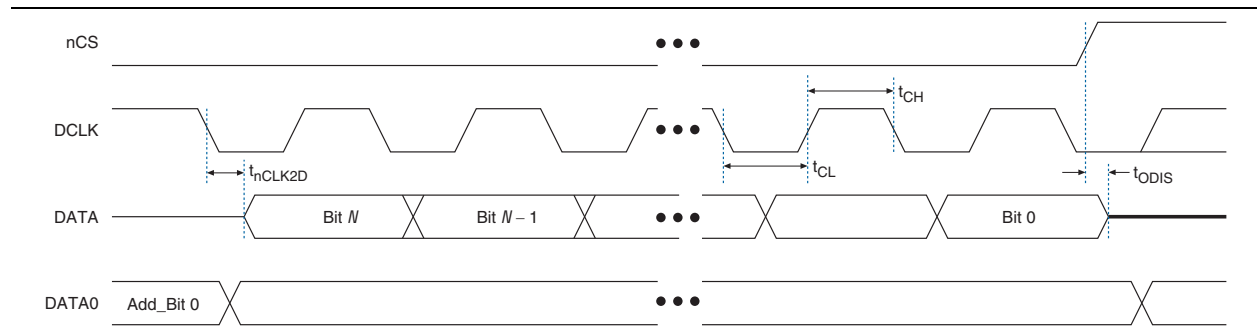 nCS
t_CH
DCLK
t_nCLK2D
t_CL
t_ODIS
DATA
Bit N
Bit N – 1
Bit 0
DATA0
Add_Bit 0